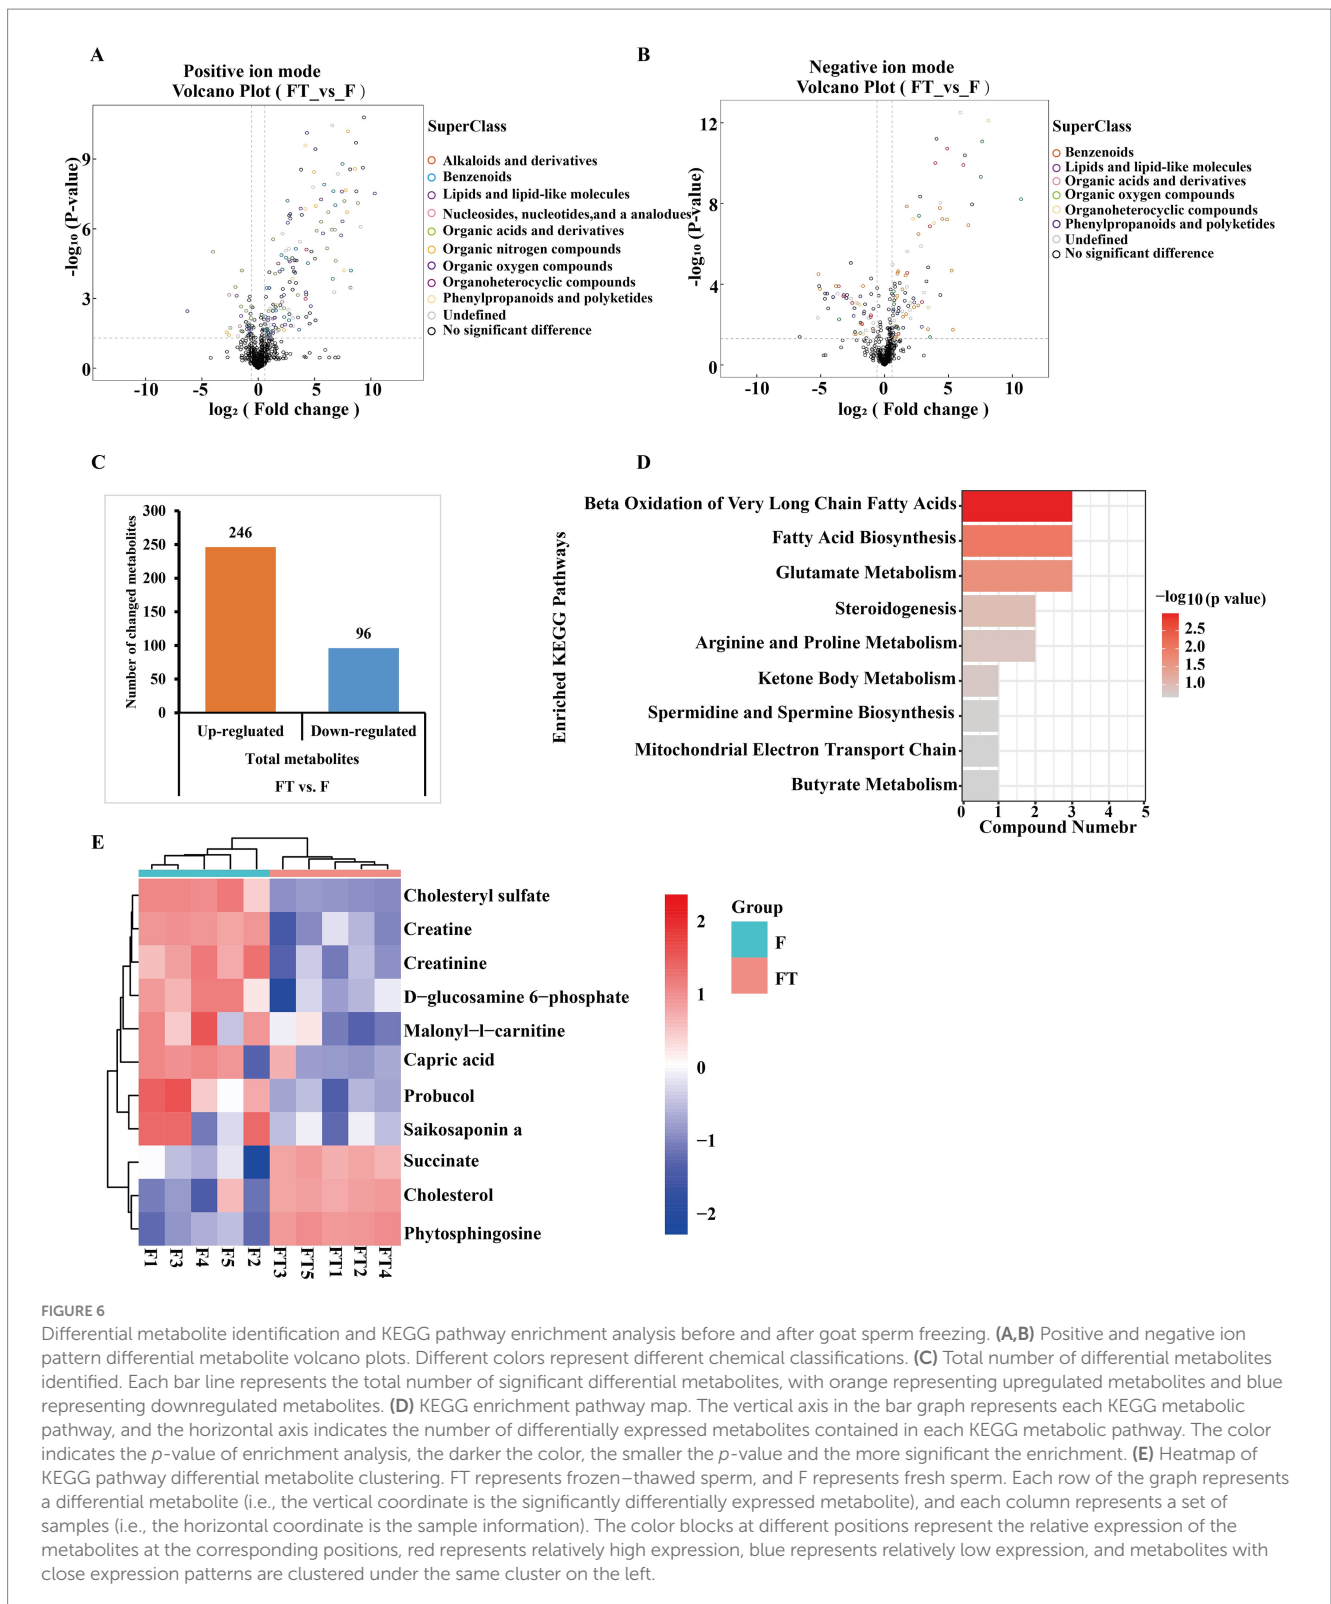 A
Positive ion mode
Volcano Plot ( FT_vs_F )
-log₁₀ (P-value)
9
6
3
0
-10
-5
0
5
10
log₂ ( Fold change )
SuperClass
Alkaloids and derivatives
Benzenoids
Lipids and lipid-like molecules
Nucleosides, nucleotides,and a analodues
Organic acids and derivatives
Organic nitrogen compounds
Organic oxygen compounds
Organoheterocyclic compounds
Phenylpropanoids and polyketides
Undefined
No significant difference
B
Negative ion mode
Volcano Plot ( FT_vs_F )
-log₁₀ (P-value)
12
8
4
0
-10
-5
0
5
10
log₂ ( Fold change )
SuperClass
Benzenoids
Lipids and lipid-like molecules
Organic acids and derivatives
Organic oxygen compounds
Organoheterocyclic compounds
Phenylpropanoids and polyketides
Undefined
No significant difference
C
Number of changed metabolites
300
250
200
150
100
50
0
246
96
Up-regluated
Down-regulated
Total metabolites
FT vs. F
D
Enriched KEGG Pathways
Beta Oxidation of Very Long Chain Fatty Acids
Fatty Acid Biosynthesis
Glutamate Metabolism
Steroidogenesis
Arginine and Proline Metabolism
Ketone Body Metabolism
Spermidine and Spermine Biosynthesis
Mitochondrial Electron Transport Chain
Butyrate Metabolism
0 1 2 3 4 5
Compound Numebr
−log10 (p value)
2.5
2.0
1.5
1.0
E
Cholesteryl sulfate
Creatine
Creatinine
D−glucosamine 6−phosphate
Malonyl−l−carnitine
Capric acid
Probucol
Saikosaponin a
Succinate
Cholesterol
Phytosphingosine
F1 F3 F4 F5 F2 FT3 FT5 FT1 FT2 FT4
2
1
0
−1
−2
Group
F
FT
FIGURE 6
Differential metabolite identification and KEGG pathway enrichment analysis before and after goat sperm freezing. (A,B) Positive and negative ion
pattern differential metabolite volcano plots. Different colors represent different chemical classifications. (C) Total number of differential metabolites
identified. Each bar line represents the total number of significant differential metabolites, with orange representing upregulated metabolites and blue
representing downregulated metabolites. (D) KEGG enrichment pathway map. The vertical axis in the bar graph represents each KEGG metabolic
pathway, and the horizontal axis indicates the number of differentially expressed metabolites contained in each KEGG metabolic pathway. The color
indicates the p-value of enrichment analysis, the darker the color, the smaller the p-value and the more significant the enrichment. (E) Heatmap of
KEGG pathway differential metabolite clustering. FT represents frozen–thawed sperm, and F represents fresh sperm. Each row of the graph represents
a differential metabolite (i.e., the vertical coordinate is the significantly differentially expressed metabolite), and each column represents a set of
samples (i.e., the horizontal coordinate is the sample information). The color blocks at different positions represent the relative expression of the
metabolites at the corresponding positions, red represents relatively high expression, blue represents relatively low expression, and metabolites with
close expression patterns are clustered under the same cluster on the left.